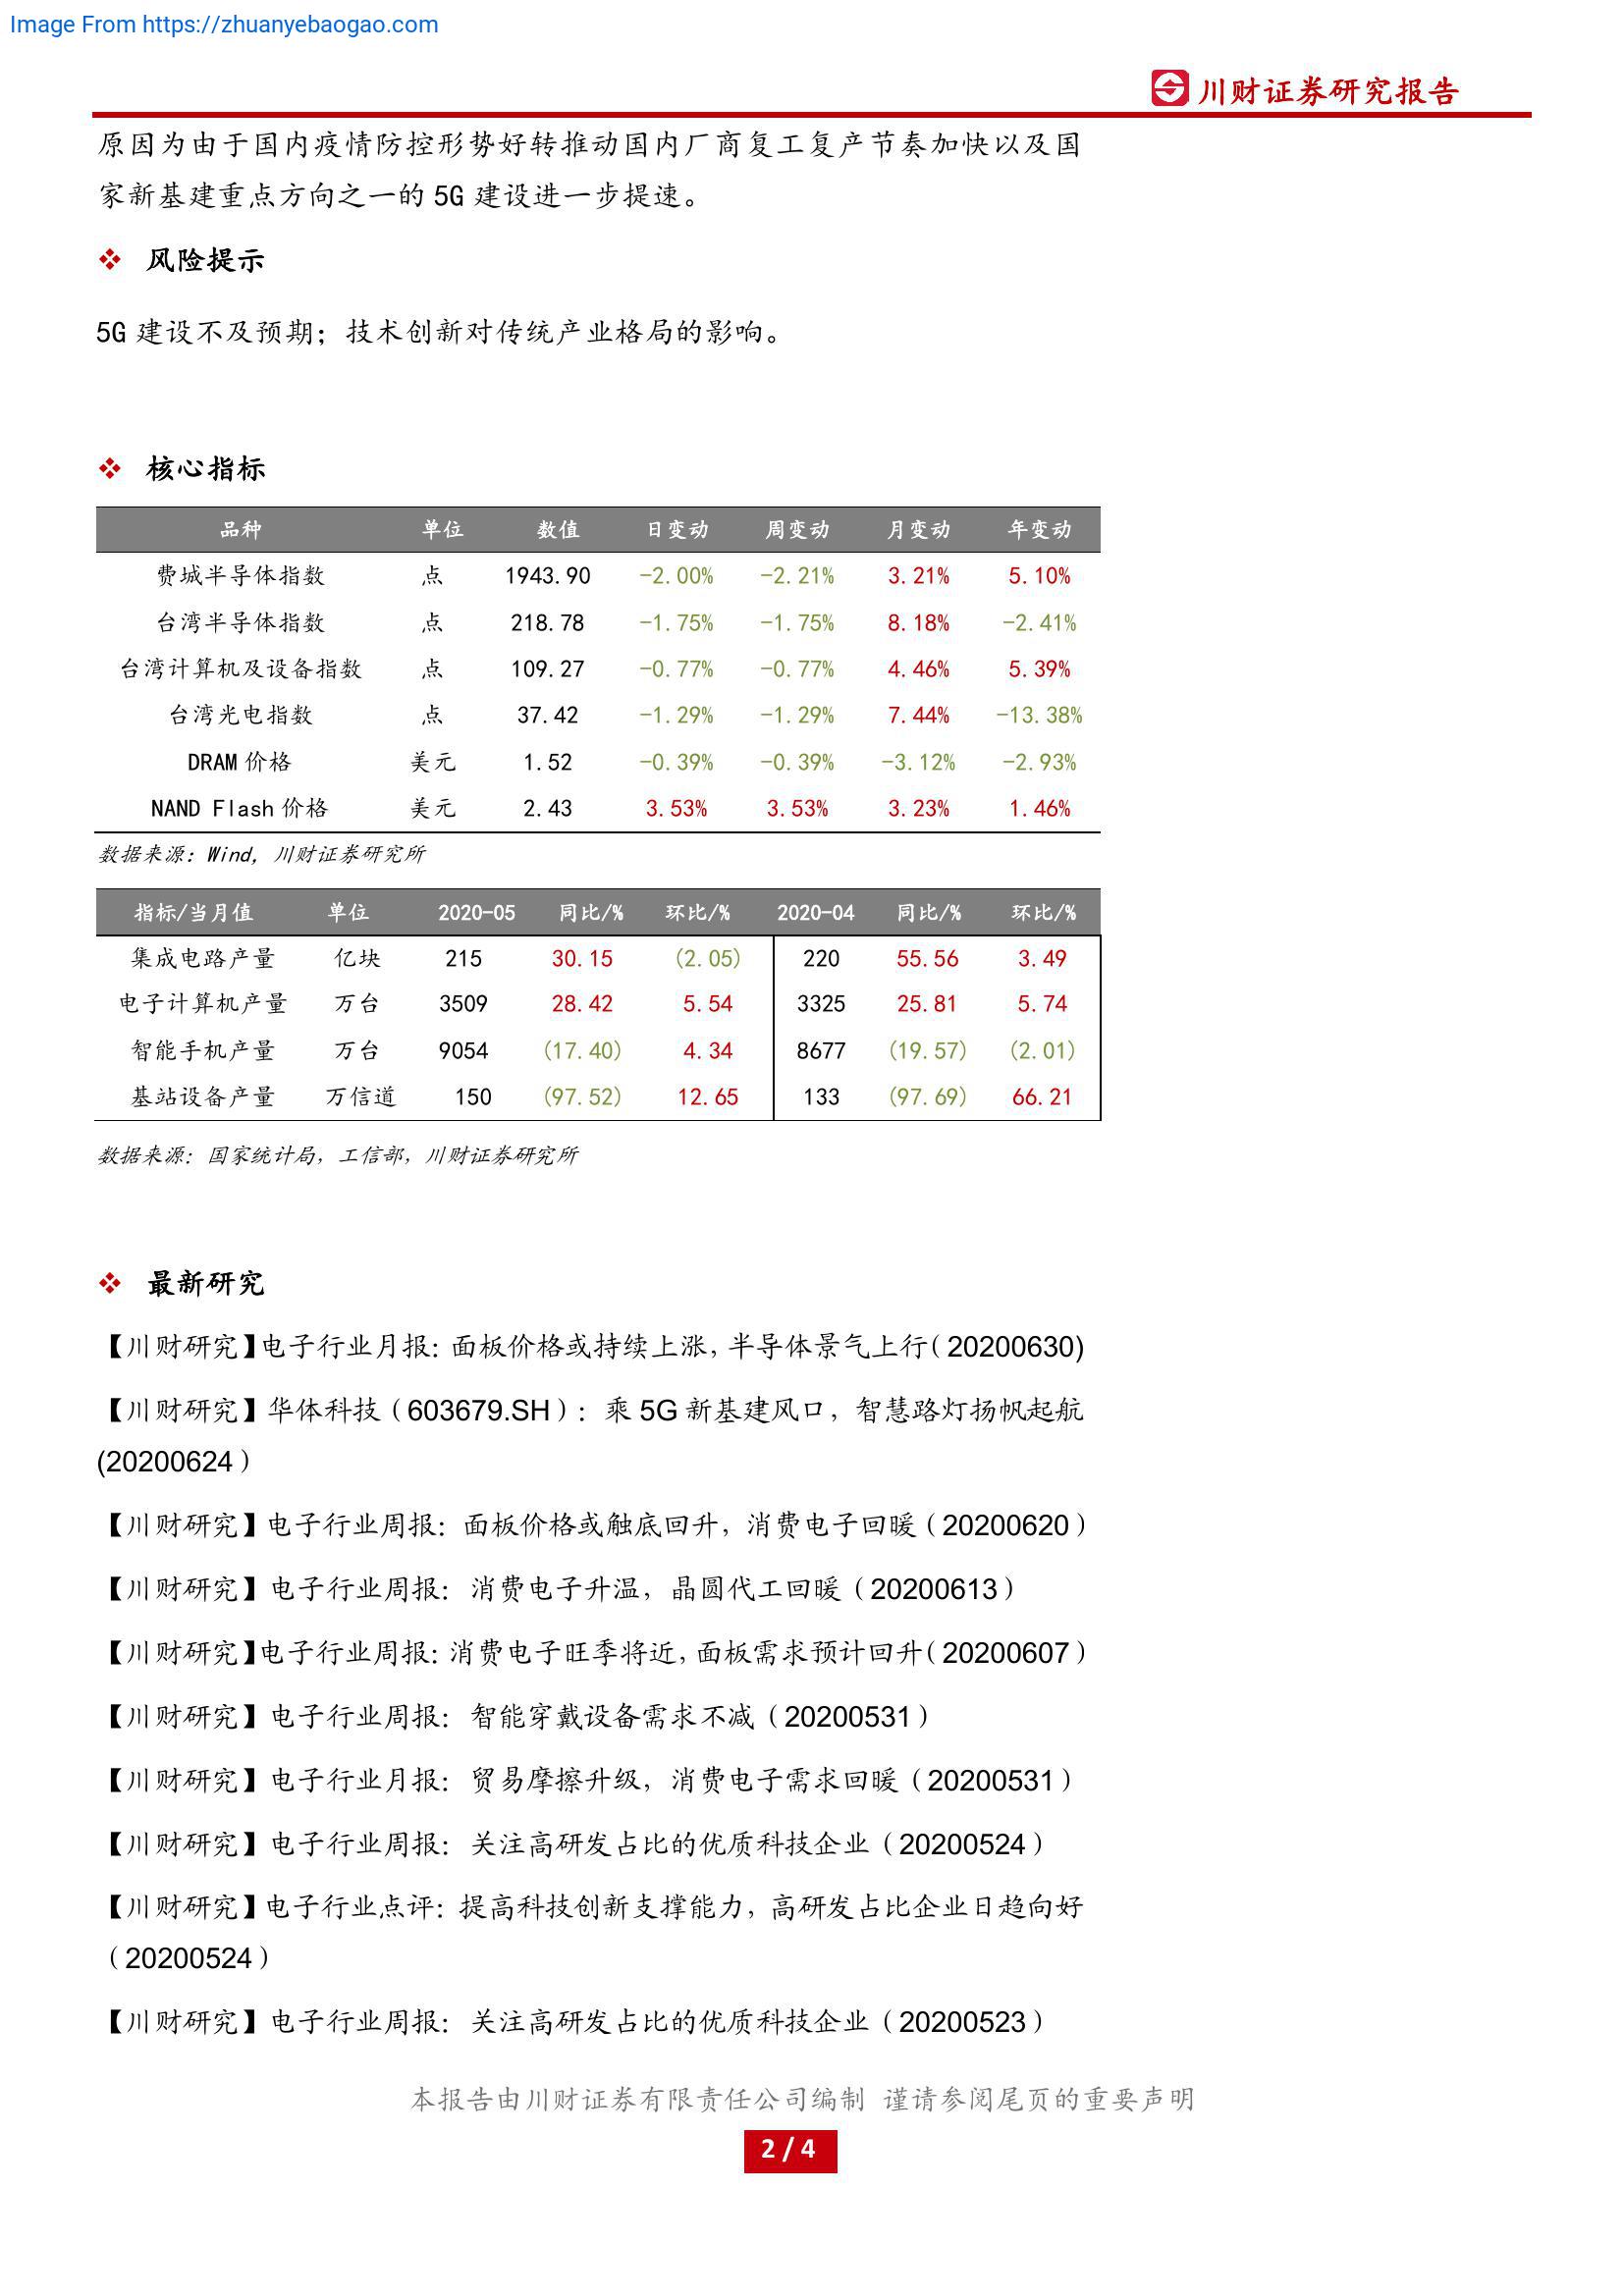 Image From https://zhuanyebaogao.com
川财证券研究报告
原因为由于国内疫情防控形势好转推动国内厂商复工复产节奏加快以及国
家新基建重点方向之一的 5G 建设进一步提速。
❖ 风险提示
5G 建设不及预期；技术创新对传统产业格局的影响。
❖ 核心指标
品种 单位 数值 日变动 周变动 月变动 年变动
费城半导体指数 点 1943.90 -2.00% -2.21% 3.21% 5.10%
台湾半导体指数 点 218.78 -1.75% -1.75% 8.18% -2.41%
台湾计算机及设备指数 点 109.27 -0.77% -0.77% 4.46% 5.39%
台湾光电指数 点 37.42 -1.29% -1.29% 7.44% -13.38%
DRAM 价格 美元 1.52 -0.39% -0.39% -3.12% -2.93%
NAND Flash 价格 美元 2.43 3.53% 3.53% 3.23% 1.46%
数据来源：Wind，川财证券研究所
指标/当月值 单位 2020-05 同比/% 环比/% 2020-04 同比/% 环比/%
集成电路产量 亿块 215 30.15 (2.05) 220 55.56 3.49
电子计算机产量 万台 3509 28.42 5.54 3325 25.81 5.74
智能手机产量 万台 9054 (17.40) 4.34 8677 (19.57) (2.01)
基站设备产量 万信道 150 (97.52) 12.65 133 (97.69) 66.21
数据来源：国家统计局，工信部，川财证券研究所
❖ 最新研究
【川财研究】电子行业月报：面板价格或持续上涨，半导体景气上行（20200630)
【川财研究】华体科技（603679.SH）：乘 5G 新基建风口，智慧路灯扬帆起航
(20200624）
【川财研究】电子行业周报：面板价格或触底回升，消费电子回暖（20200620）
【川财研究】电子行业周报：消费电子升温，晶圆代工回暖（20200613）
【川财研究】电子行业周报：消费电子旺季将近，面板需求预计回升（20200607）
【川财研究】电子行业周报：智能穿戴设备需求不减（20200531）
【川财研究】电子行业月报：贸易摩擦升级，消费电子需求回暖（20200531）
【川财研究】电子行业周报：关注高研发占比的优质科技企业（20200524）
【川财研究】电子行业点评：提高科技创新支撑能力，高研发占比企业日趋向好
（20200524）
【川财研究】电子行业周报：关注高研发占比的优质科技企业（20200523）
本报告由川财证券有限责任公司编制 谨请参阅尾页的重要声明
2 / 4